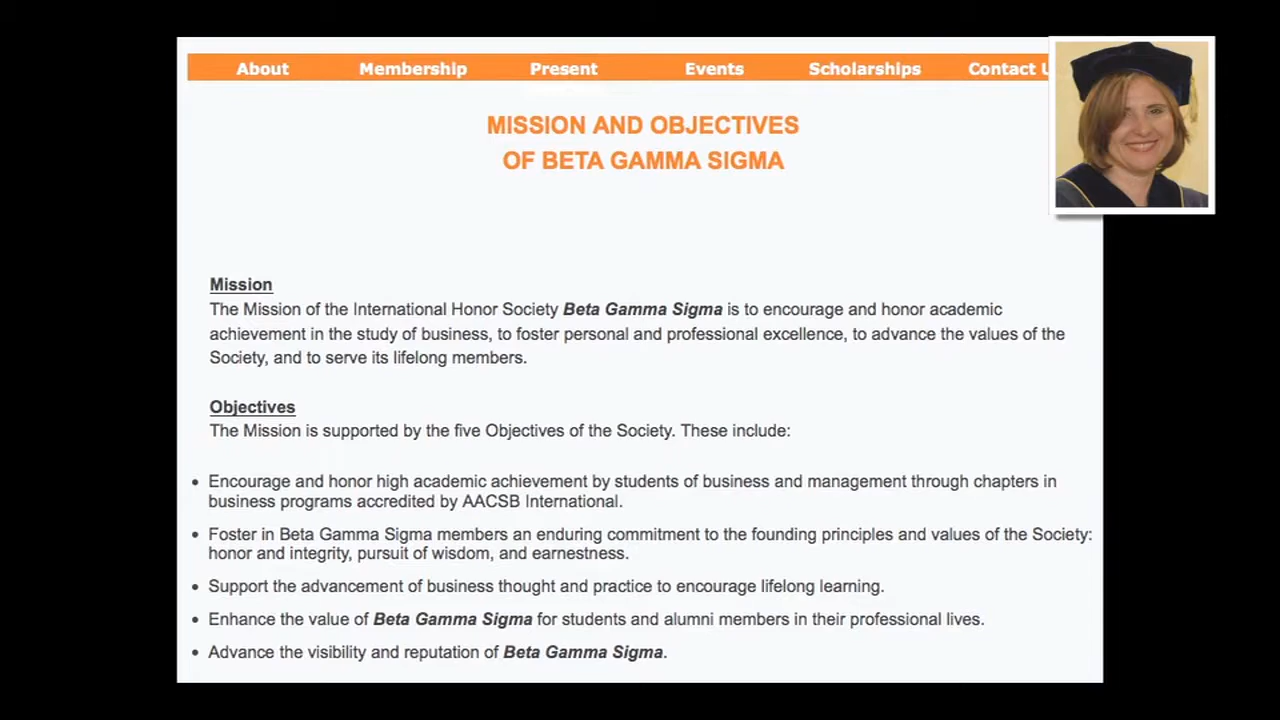 About Membership Present Events Scholarships Contact
MISSION AND OBJECTIVES
OF BETA GAMMA SIGMA
Mission
The Mission of the International Honor Society Beta Gamma Sigma is to encourage and honor academic
achievement in the study of business, to foster personal and professional excellence, to advance the values of the
Society, and to serve its lifelong members.
Objectives
The Mission is supported by the five Objectives of the Society. These include:
• Encourage and honor high academic achievement by students of business and management through chapters in
business programs accredited by AACSB International.
• Foster in Beta Gamma Sigma members an enduring commitment to the founding principles and values of the Society:
honor and integrity, pursuit of wisdom, and earnestness.
• Support the advancement of business thought and practice to encourage lifelong learning.
• Enhance the value of Beta Gamma Sigma for students and alumni members in their professional lives.
• Advance the visibility and reputation of Beta Gamma Sigma.